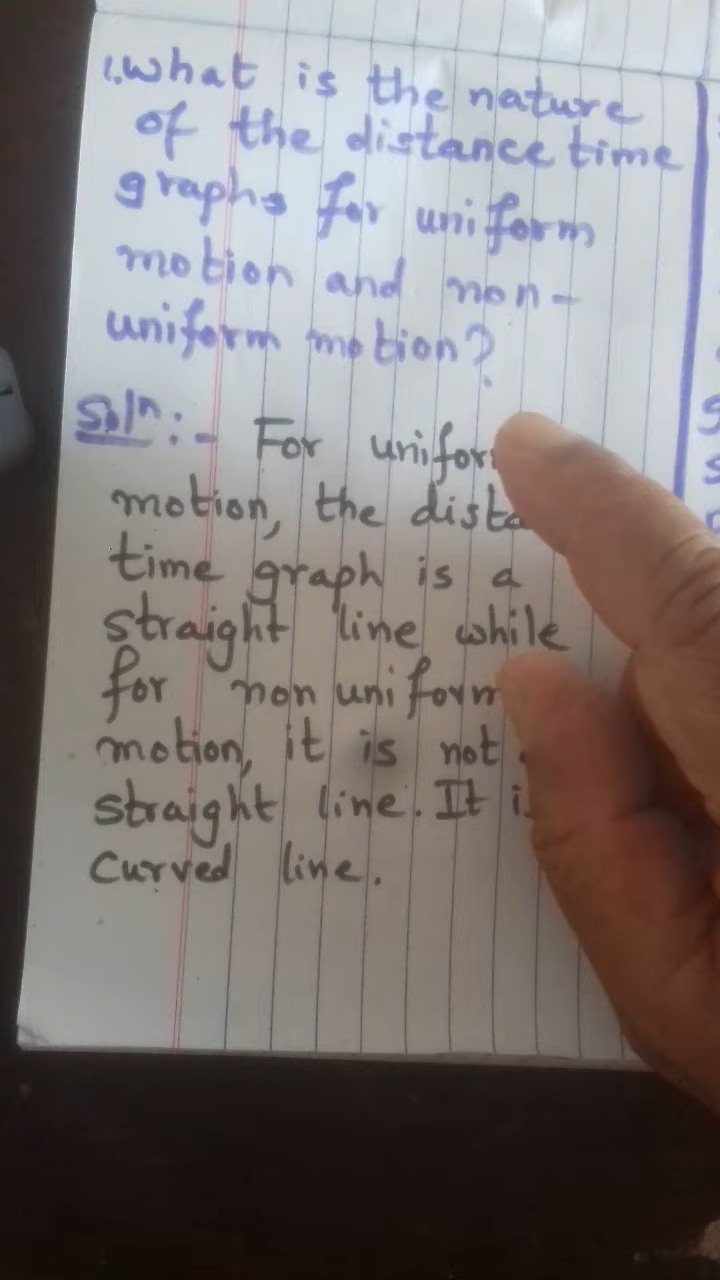 1. What is the nature
of the distance time
graphs for uniform
motion and non-
uniform motion?
Soln:- For
motion, the
time graph is a
straight line while
for non uniform
motion, it is not
straight line. It
curved line.